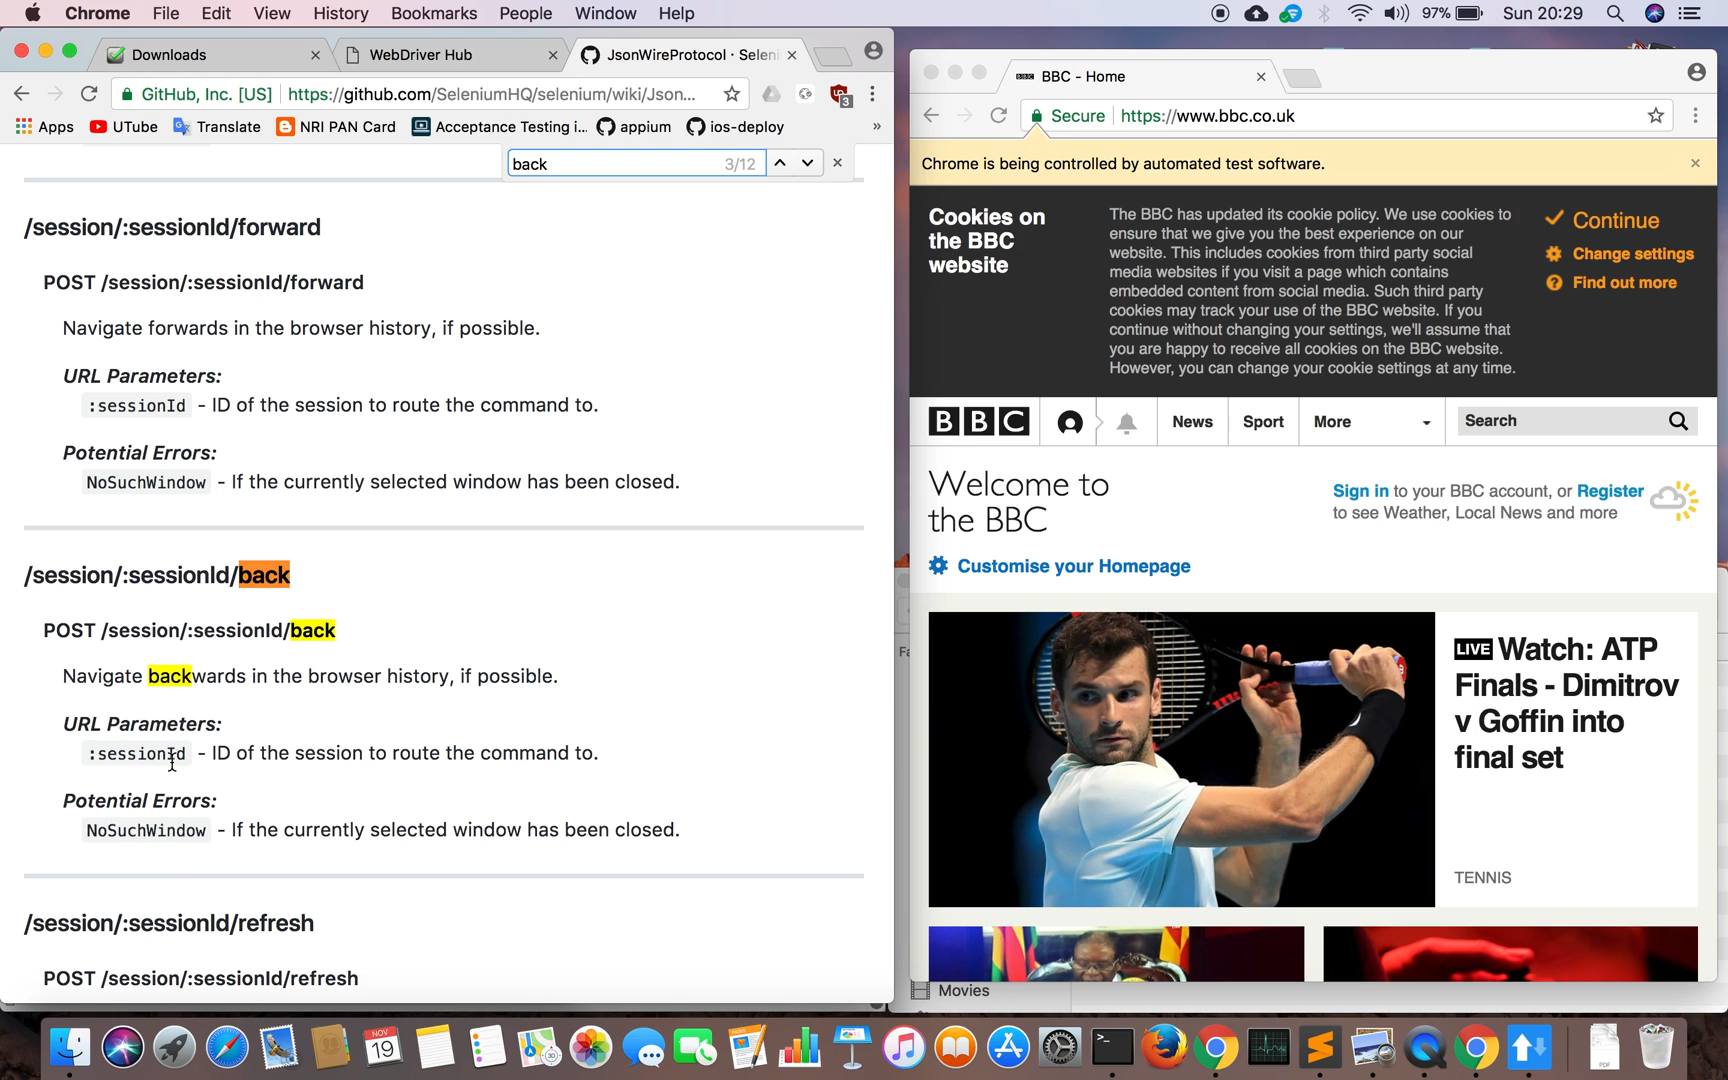 Chrome File Edit View History Bookmarks People Window Help 97% Sun 20:29
Downloads
WebDriver Hub
JsonWireProtocol · Seleni
GitHub, Inc. [US] https://github.com/SeleniumHQ/selenium/wiki/Json...
3
Apps UTube Translate NRI PAN Card Acceptance Testing i... appium ios-deploy »
back 3/12
/session/:sessionId/forward
POST /session/:sessionId/forward
Navigate forwards in the browser history, if possible.
URL Parameters:
:sessionId - ID of the session to route the command to.
Potential Errors:
NoSuchWindow - If the currently selected window has been closed.
/session/:sessionId/back
POST /session/:sessionId/back
Navigate backwards in the browser history, if possible.
URL Parameters:
:sessionId - ID of the session to route the command to.
Potential Errors:
NoSuchWindow - If the currently selected window has been closed.
/session/:sessionId/refresh
POST /session/:sessionId/refresh
BBC BBC - Home
Secure https://www.bbc.co.uk
Chrome is being controlled by automated test software.
Cookies on
the BBC
website
The BBC has updated its cookie policy. We use cookies to
ensure that we give you the best experience on our
website. This includes cookies from third party social
media websites if you visit a page which contains
embedded content from social media. Such third party
cookies may track your use of the BBC website. If you
continue without changing your settings, we'll assume that
you are happy to receive all cookies on the BBC website.
However, you can change your cookie settings at any time.
Continue
Change settings
Find out more
BBC News Sport More Search
Welcome to
the BBC
Sign in to your BBC account, or Register
to see Weather, Local News and more
Customise your Homepage
LIVE Watch: ATP
Finals - Dimitrov
v Goffin into
final set
TENNIS
Fa
Movies
NOV
19
PDF